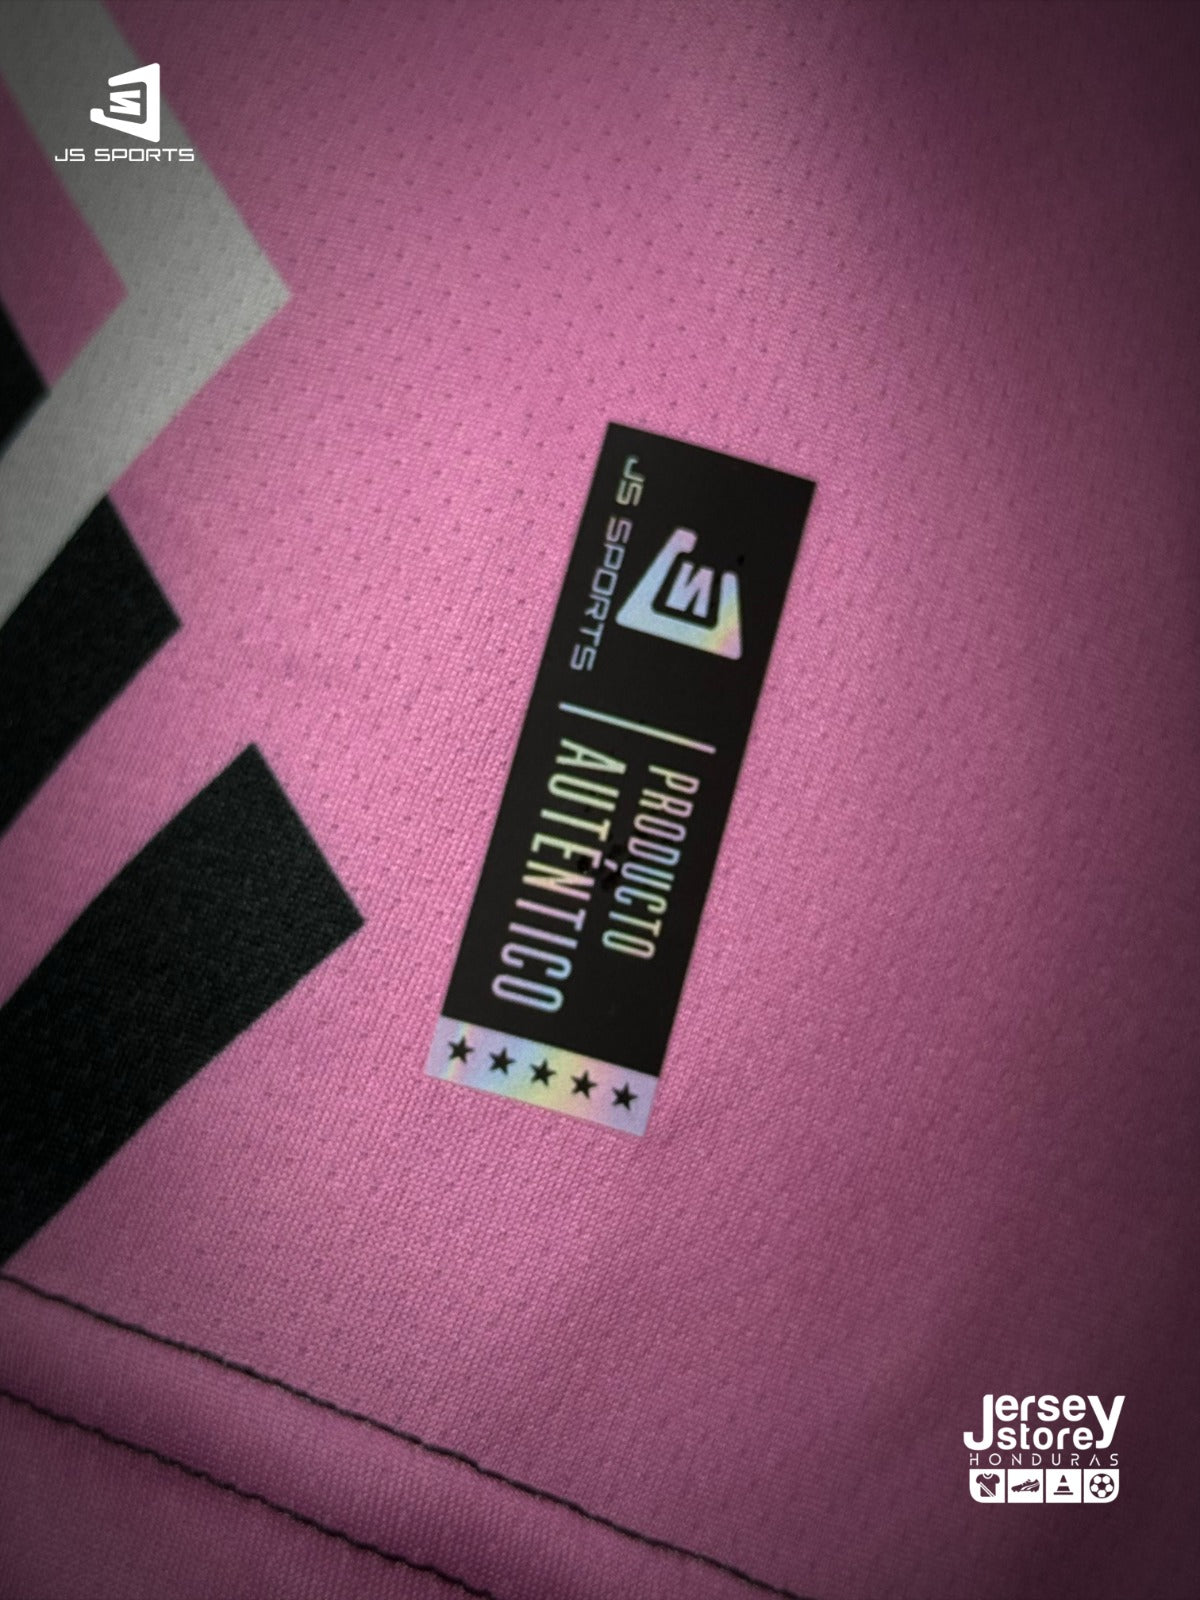 JS SPORTS
JS SPORTS
PRODUCTO
AUTÉNTICO
Jersey
store
HONDURAS